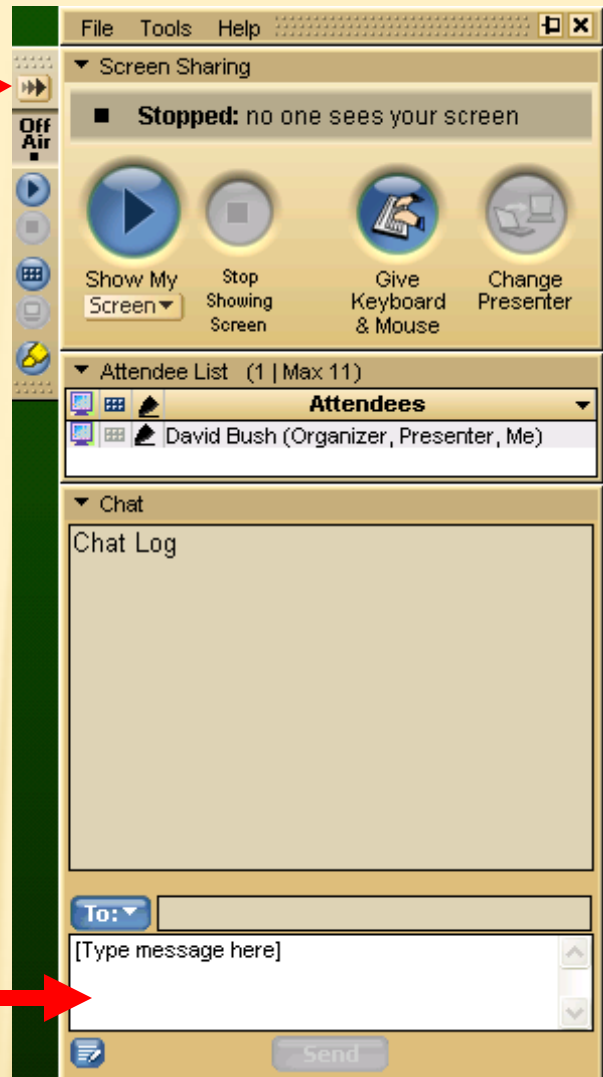 File Tools Help
Screen Sharing
Off
Air
Stopped: no one sees your screen
Show My
Screen
Stop
Showing
Screen
Give
Keyboard
& Mouse
Change
Presenter
Attendee List (1 | Max 11)
Attendees
David Bush (Organizer, Presenter, Me)
Chat
Chat Log
To:
[Type message here]
Send